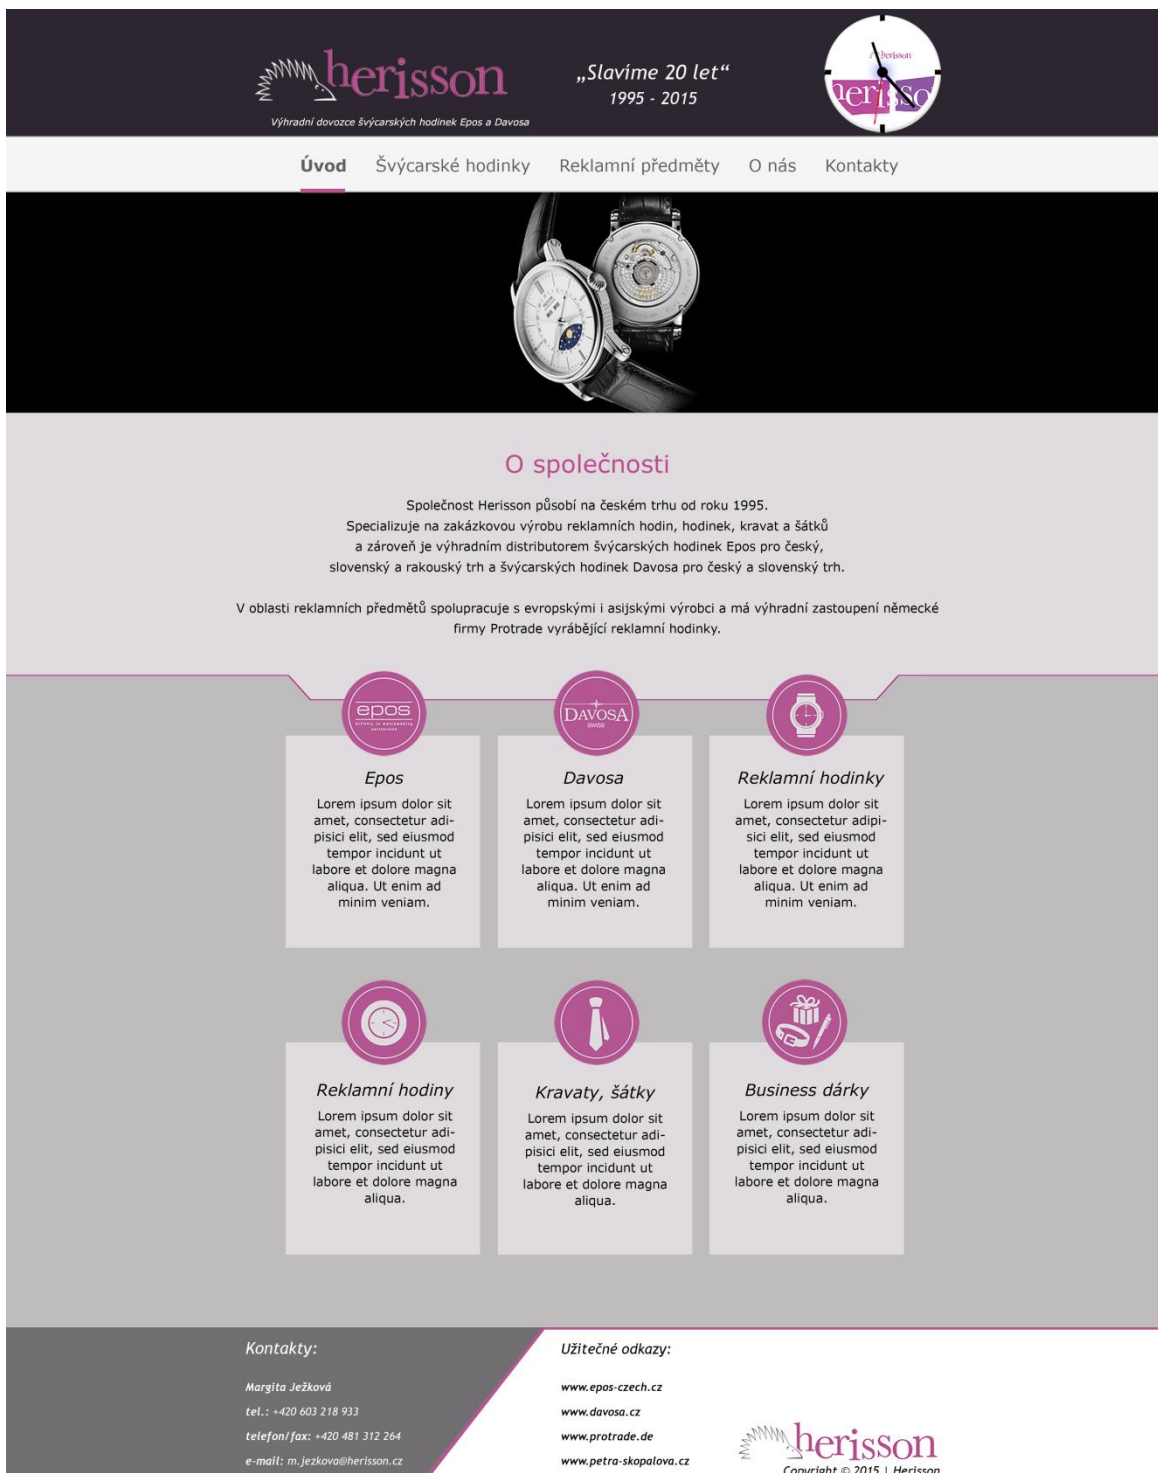 herisson
Výhradní dovozce švýcarských hodinek Epos a Davosa
„Slavíme 20 let“
1995 - 2015
herisson
herisso
Úvod Švýcarské hodinky Reklamní předměty O nás Kontakty
O společnosti
Společnost Herisson působí na českém trhu od roku 1995.
Specializuje na zakázkovou výrobu reklamních hodin, hodinek, kravat a šátků
a zároveň je výhradním distributorem švýcarských hodinek Epos pro český,
slovenský a rakouský trh a švýcarských hodinek Davosa pro český a slovenský trh.
V oblasti reklamních předmětů spolupracuje s evropskými i asijskými výrobci a má výhradní zastoupení německé
firmy Protrade vyrábějící reklamní hodinky.
epos
artistry in watchmaking
switzerland
Epos
Lorem ipsum dolor sit
amet, consectetur adi-
pisici elit, sed eiusmod
tempor incidunt ut
labore et dolore magna
aliqua. Ut enim ad
minim veniam.
DAVOSA
SWISS
Davosa
Lorem ipsum dolor sit
amet, consectetur adi-
pisici elit, sed eiusmod
tempor incidunt ut
labore et dolore magna
aliqua. Ut enim ad
minim veniam.
Reklamní hodinky
Lorem ipsum dolor sit
amet, consectetur adipi-
sici elit, sed eiusmod
tempor incidunt ut
labore et dolore magna
aliqua. Ut enim ad
minim veniam.
Reklamní hodiny
Lorem ipsum dolor sit
amet, consectetur adi-
pisici elit, sed eiusmod
tempor incidunt ut
labore et dolore magna
aliqua.
Kravaty, šátky
Lorem ipsum dolor sit
amet, consectetur adi-
pisici elit, sed eiusmod
tempor incidunt ut
labore et dolore magna
aliqua.
Business dárky
Lorem ipsum dolor sit
amet, consectetur adi-
pisici elit, sed eiusmod
tempor incidunt ut
labore et dolore magna
aliqua.
Kontakty:
Margita Ježková
tel.: +420 603 218 933
telefon/fax: +420 481 312 264
e-mail: m.jezkova@herisson.cz
Užitečné odkazy:
www.epos-czech.cz
www.davosa.cz
www.protrade.de
www.petra-skopalova.cz
herisson
Copyright © 2015 | Herisson